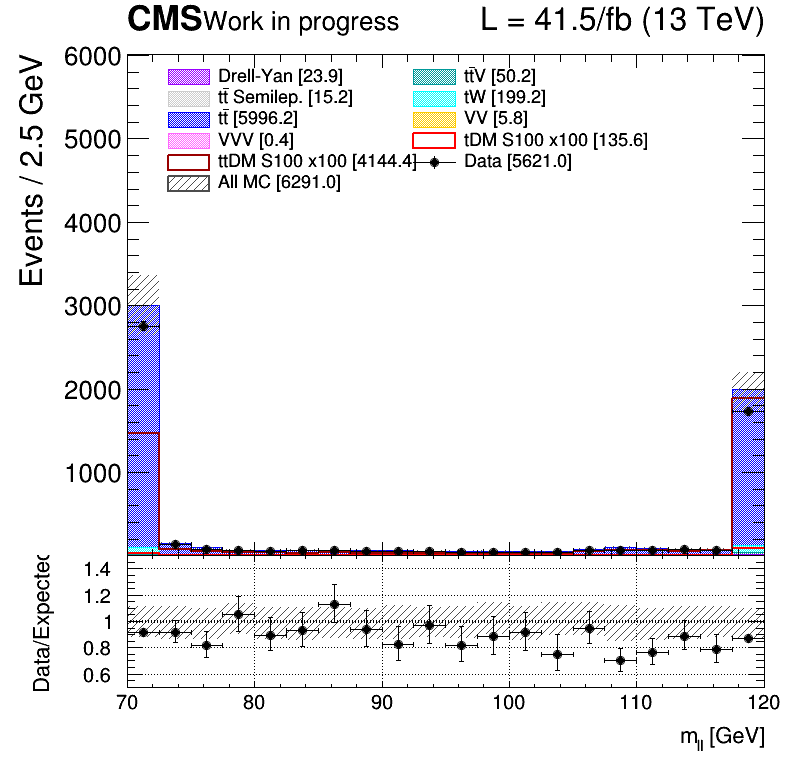 CMS Work in progress L = 41.5/fb (13 TeV)
Events / 2.5 GeV
6000
5000
4000
3000
2000
1000
Drell-Yan [23.9] tt̄V [50.2]
tt̄ Semilep. [15.2] tW [199.2]
tt̄ [5996.2] VV [5.8]
VVV [0.4] tDM S100 x100 [135.6]
ttDM S100 x100 [4144.4] Data [5621.0]
All MC [6291.0]
Data/Expected
1.4
1.2
1
0.8
0.6
70 80 90 100 110 120
m_ll [GeV]